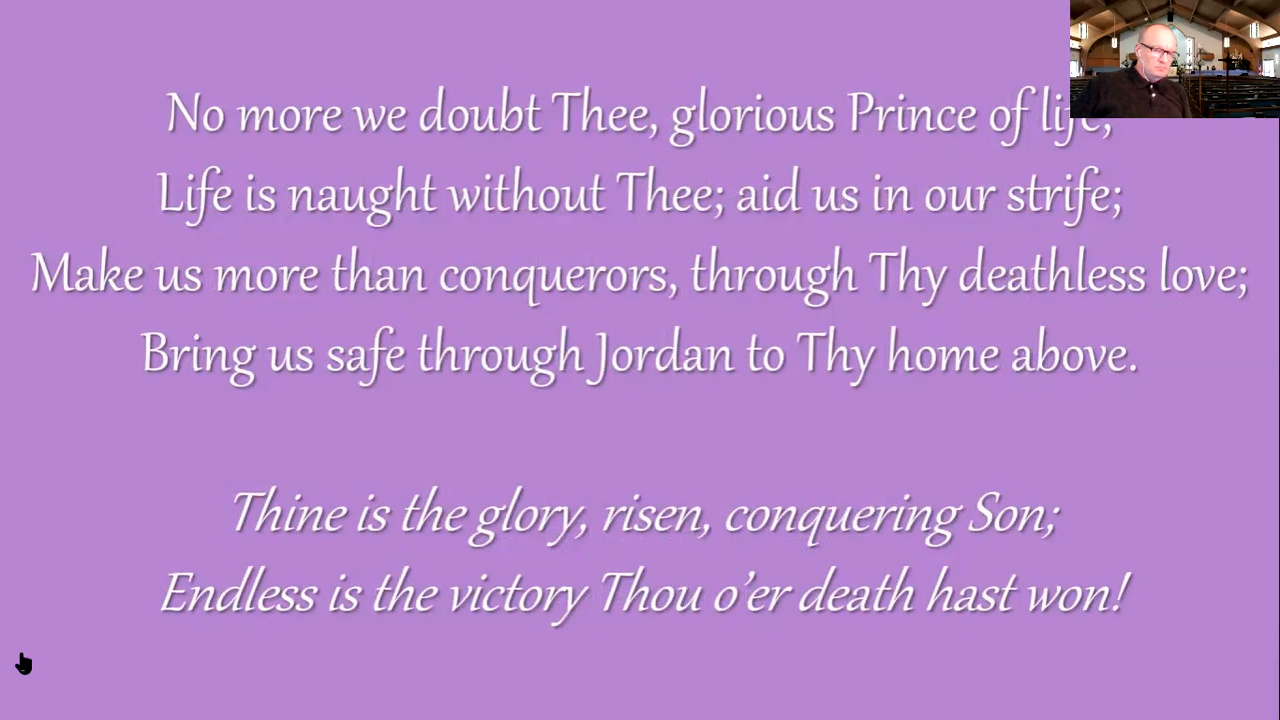 No more we doubt Thee, glorious Prince of life;
Life is naught without Thee; aid us in our strife;
Make us more than conquerors, through Thy deathless love;
Bring us safe through Jordan to Thy home above.
Thine is the glory, risen, conquering Son;
Endless is the victory Thou o’er death hast won!